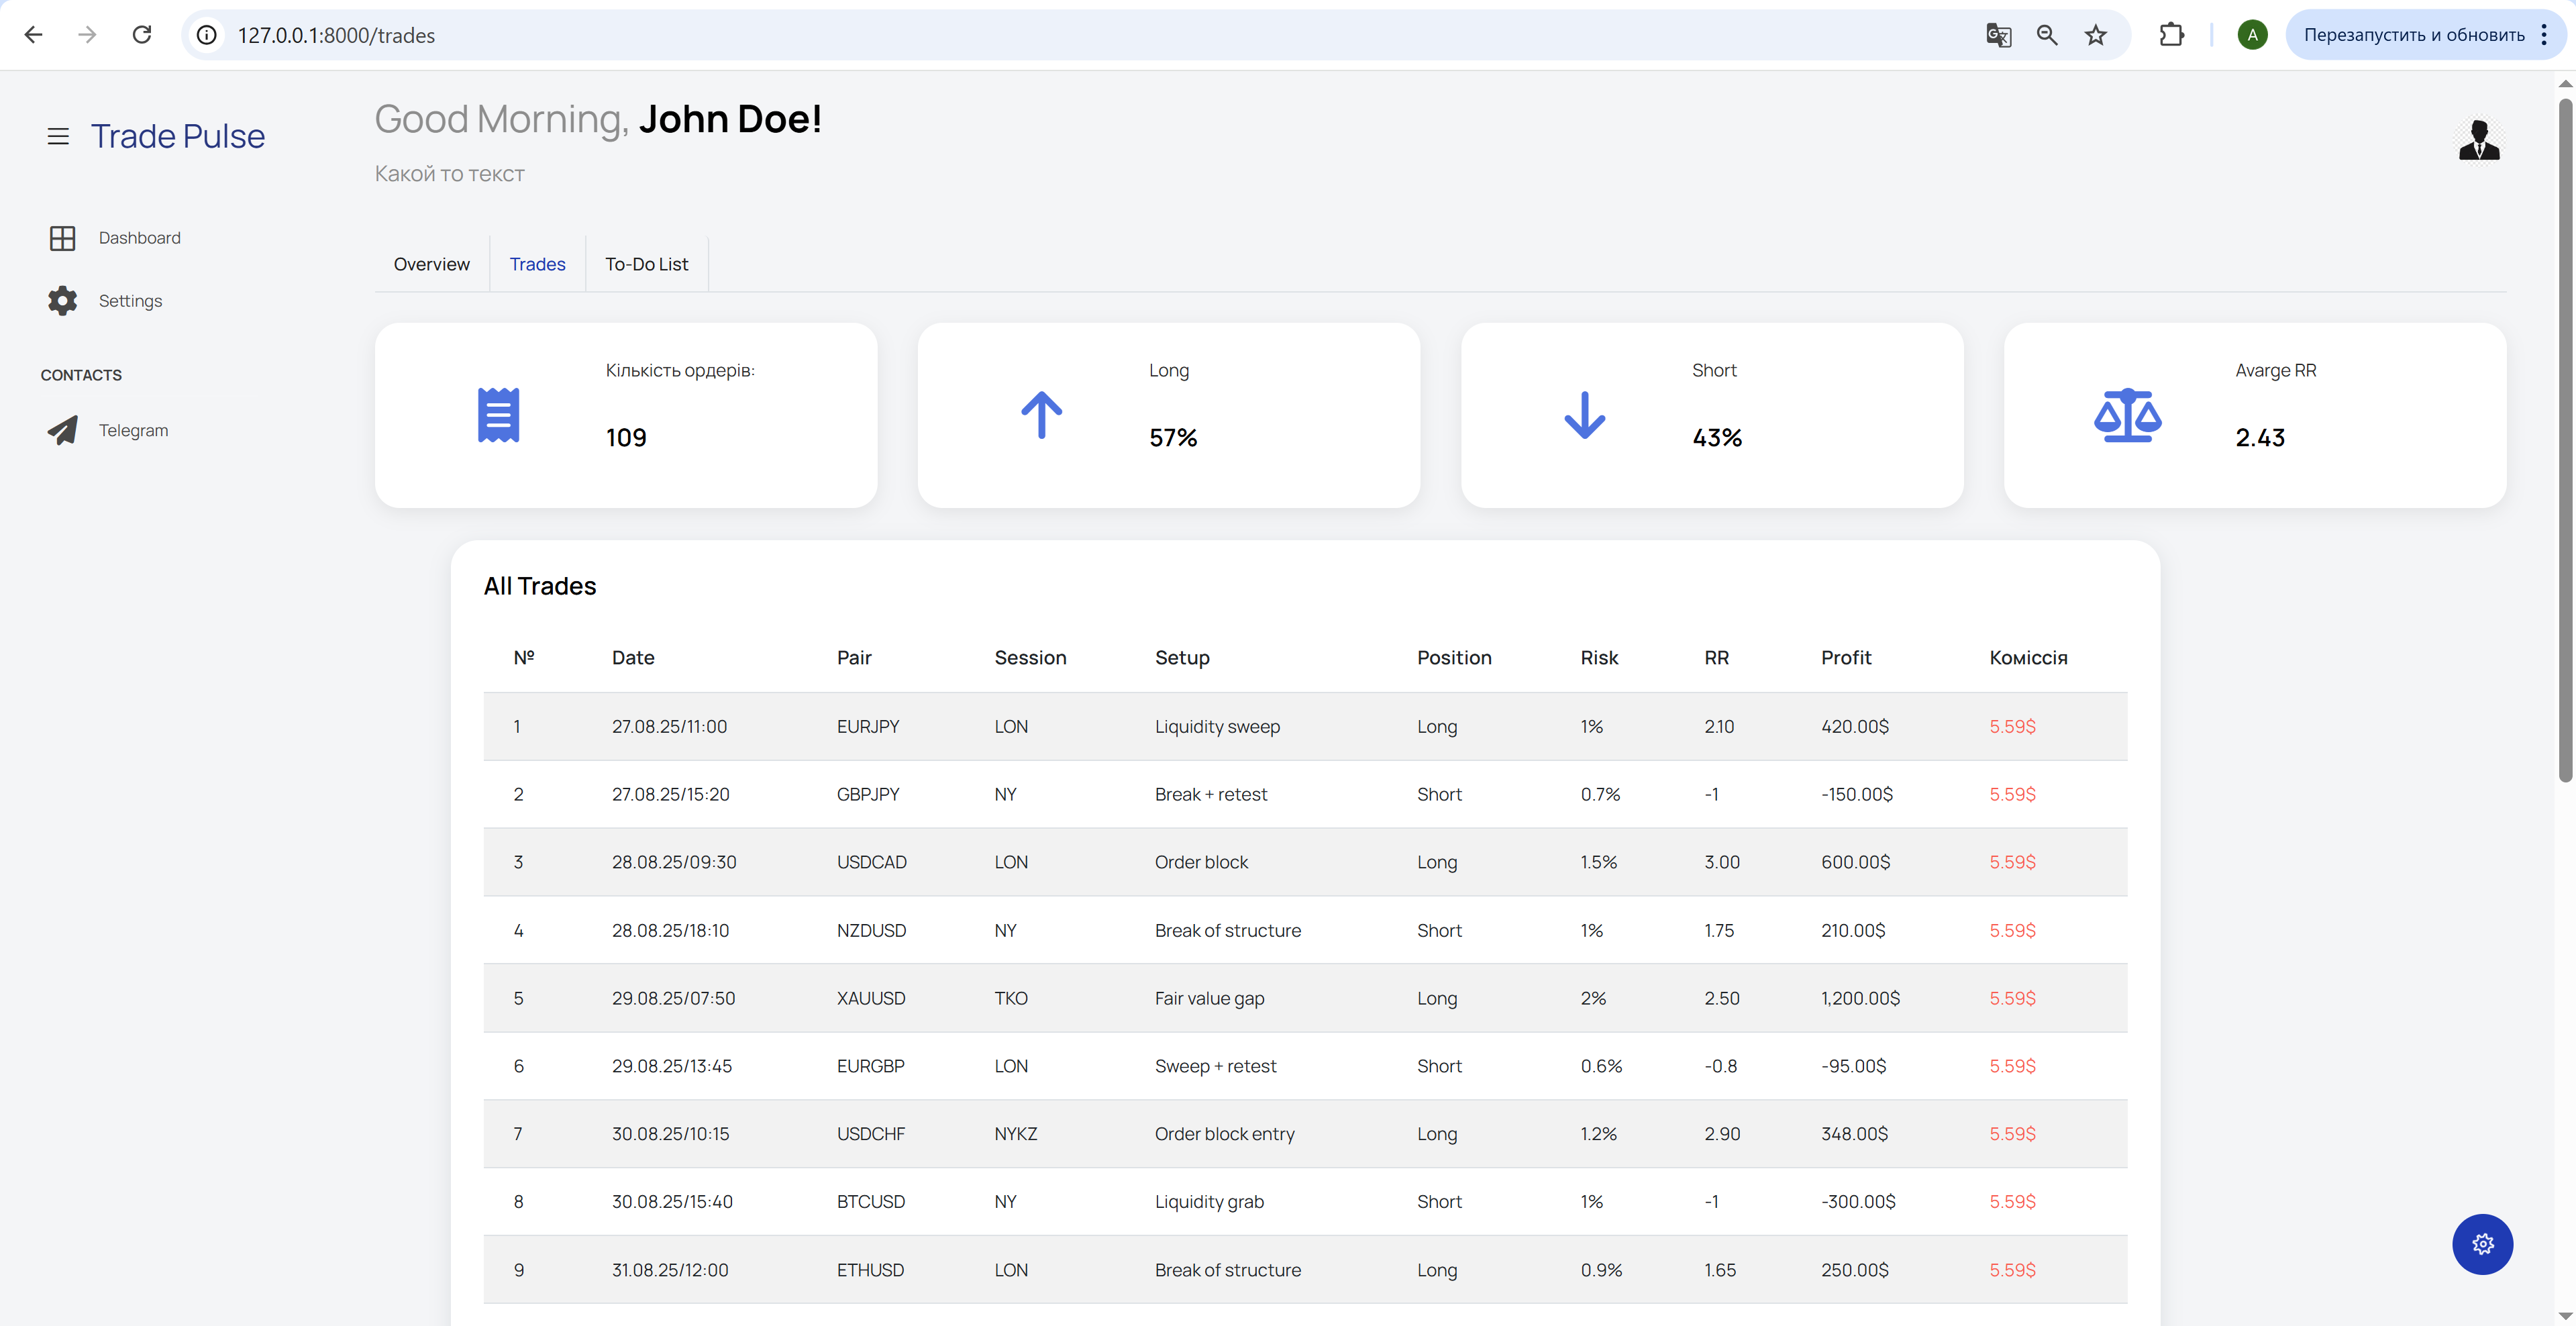 127.0.0.1:8000/trades
A
Перезапустить и обновить
Trade Pulse
Good Morning, John Doe!
Какой то текст
Dashboard
Settings
CONTACTS
Telegram
Overview Trades To-Do List
Кількість ордерів:
109
Long
57%
Short
43%
Avarge RR
2.43
All Trades
№ Date Pair Session Setup Position Risk RR Profit Коміссія
1 27.08.25/11:00 EURJPY LON Liquidity sweep Long 1% 2.10 420.00$ 5.59$
2 27.08.25/15:20 GBPJPY NY Break + retest Short 0.7% -1 -150.00$ 5.59$
3 28.08.25/09:30 USDCAD LON Order block Long 1.5% 3.00 600.00$ 5.59$
4 28.08.25/18:10 NZDUSD NY Break of structure Short 1% 1.75 210.00$ 5.59$
5 29.08.25/07:50 XAUUSD TKO Fair value gap Long 2% 2.50 1,200.00$ 5.59$
6 29.08.25/13:45 EURGBP LON Sweep + retest Short 0.6% -0.8 -95.00$ 5.59$
7 30.08.25/10:15 USDCHF NYKZ Order block entry Long 1.2% 2.90 348.00$ 5.59$
8 30.08.25/15:40 BTCUSD NY Liquidity grab Short 1% -1 -300.00$ 5.59$
9 31.08.25/12:00 ETHUSD LON Break of structure Long 0.9% 1.65 250.00$ 5.59$